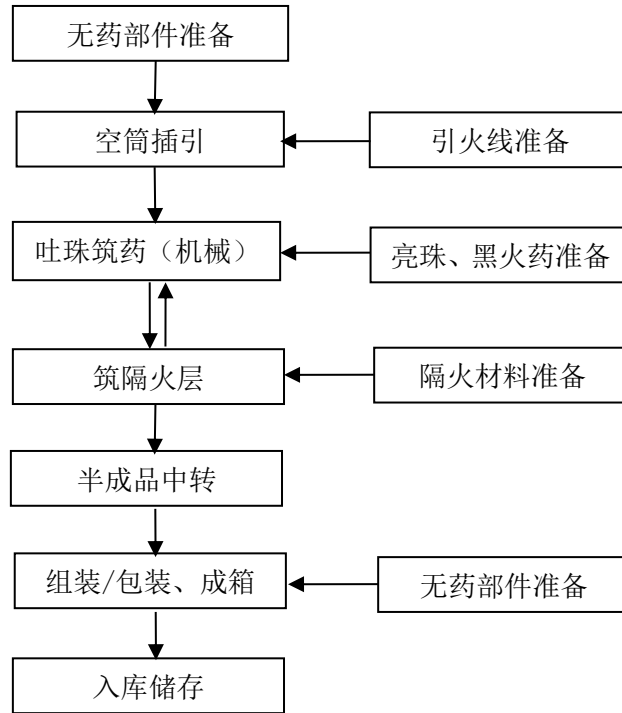 无药部件准备
空筒插引
引火线准备
吐珠筑药（机械）
亮珠、黑火药准备
筑隔火层
隔火材料准备
半成品中转
组装/包装、成箱
无药部件准备
入库储存